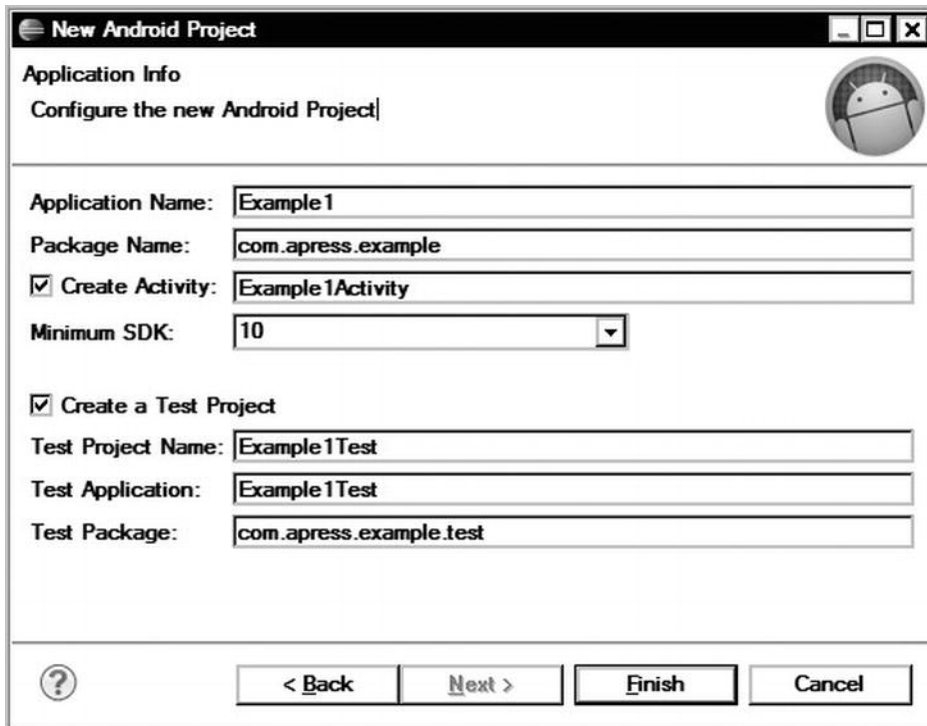 New Android Project
Application Info
Configure the new Android Project
Application Name: Example1
Package Name: com.apress.example
Create Activity: Example1Activity
Minimum SDK: 10
Create a Test Project
Test Project Name: Example1Test
Test Application: Example1Test
Test Package: com.apress.example.test
? < Back Next > Finish Cancel